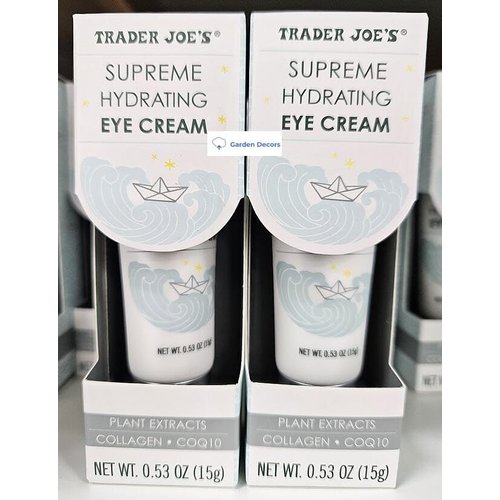 TRADER JOE'S®
SUPREME
HYDRATING
EYE CREAM
NET WT. 0.53 OZ (15g)
PLANT EXTRACTS
COLLAGEN • COQ10
NET WT. 0.53 OZ (15g)
TRADER JOE'S®
SUPREME
HYDRATING
EYE CREAM
NET WT. 0.53 OZ (15g)
PLANT EXTRACTS
COLLAGEN • COQ10
NET WT. 0.53 OZ (15g)
Garden Decors
NET WT